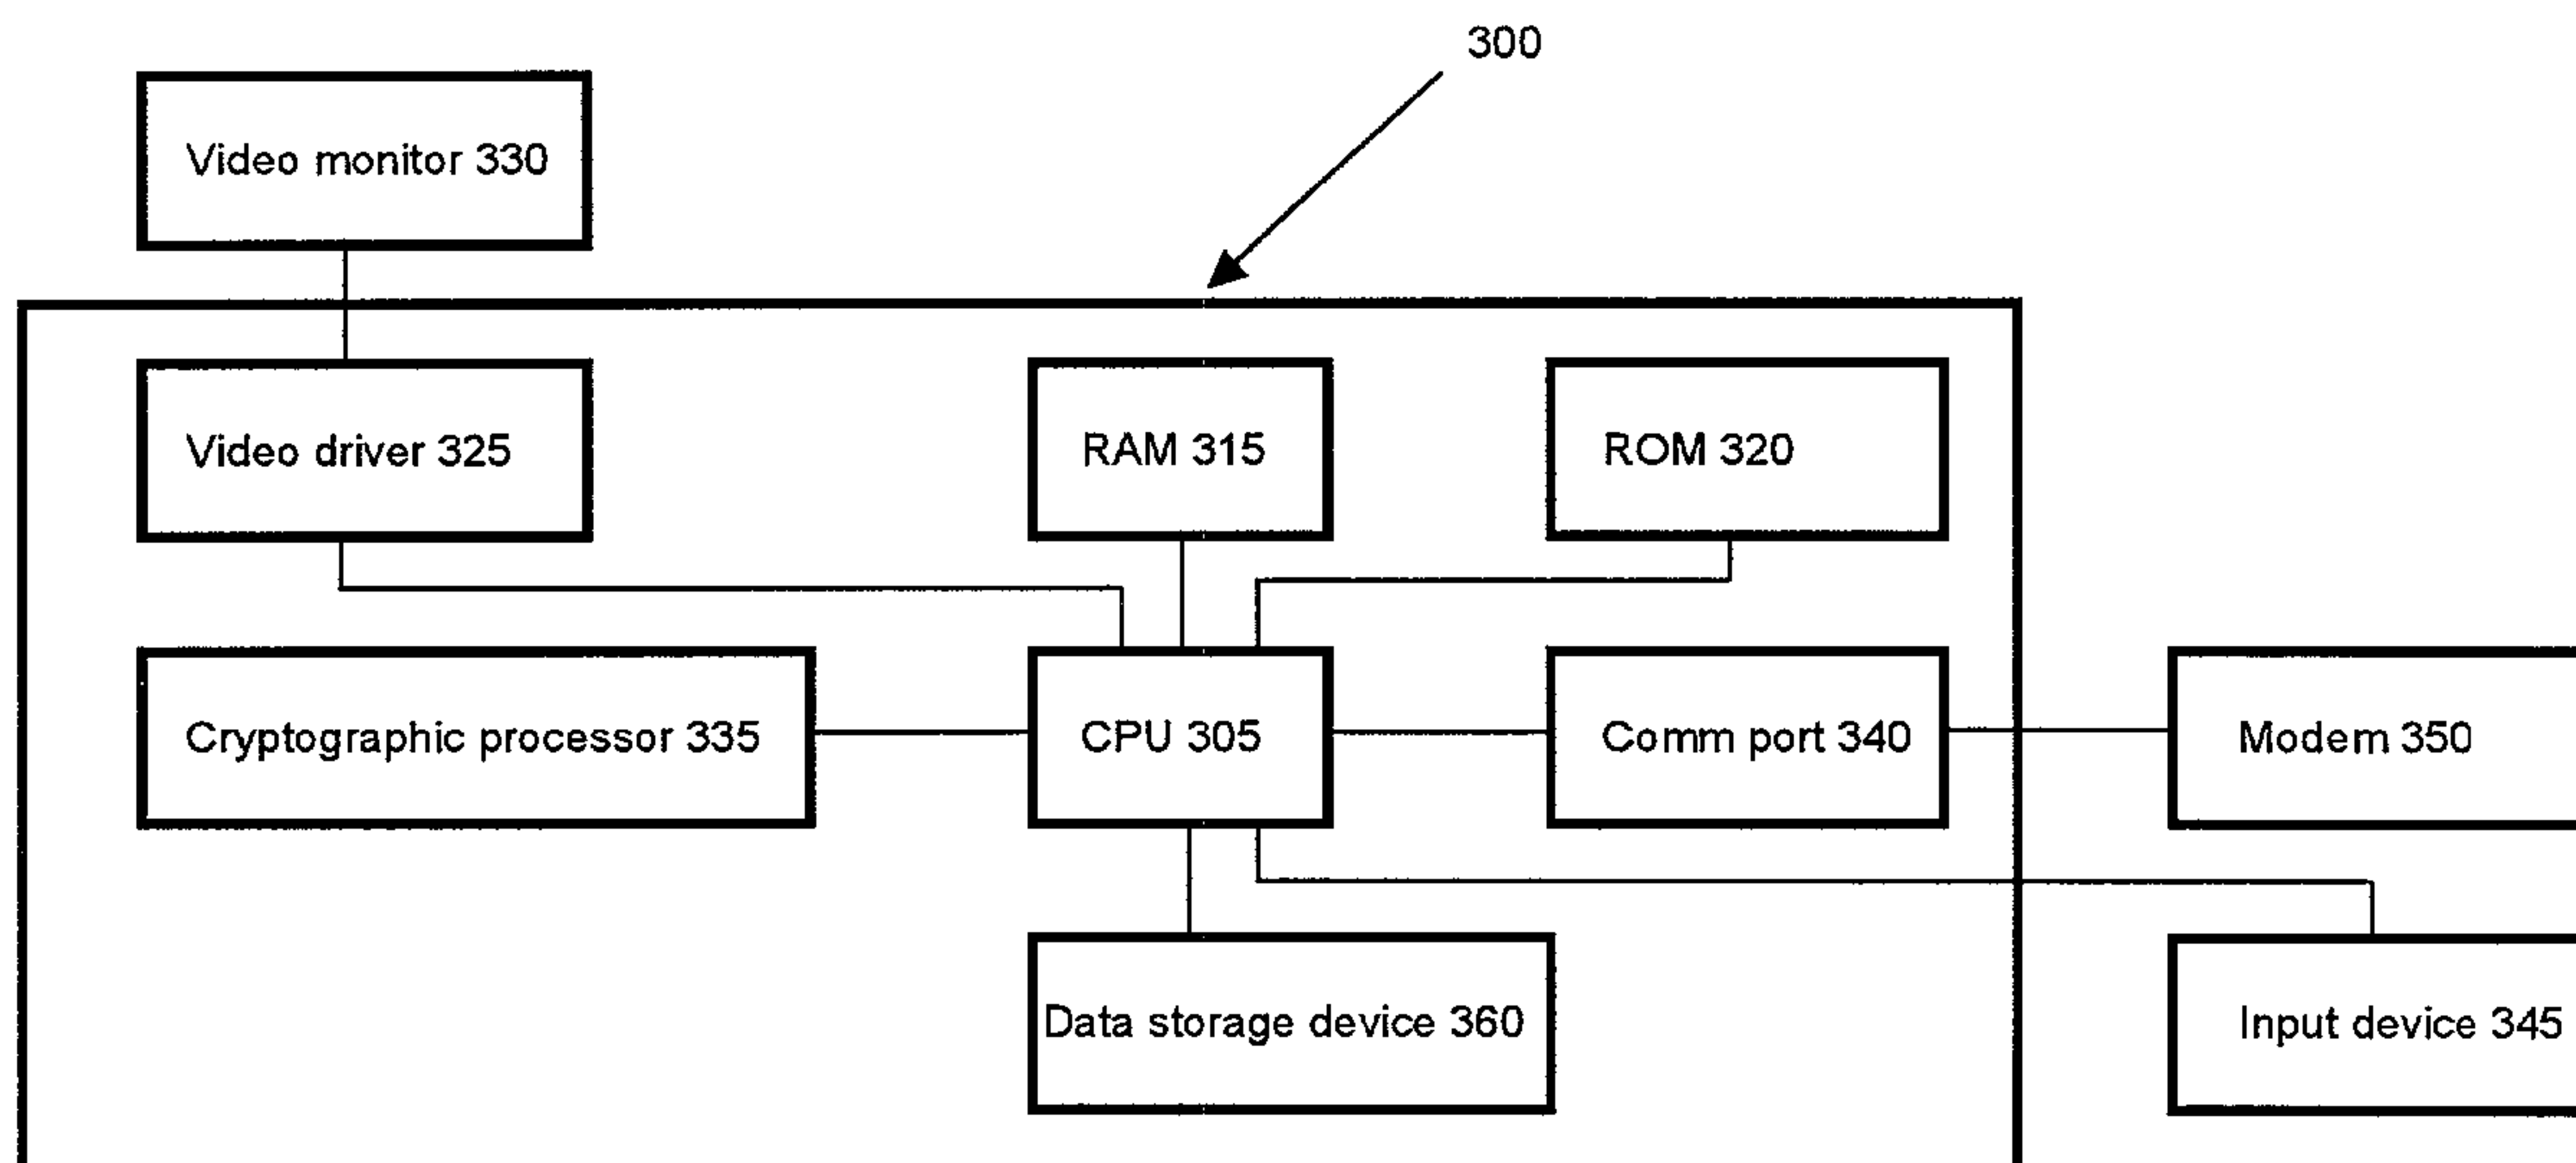 300
Video monitor 330
Video driver 325
RAM 315
ROM 320
Cryptographic processor 335
CPU 305
Comm port 340
Modem 350
Data storage device 360
Input device 345